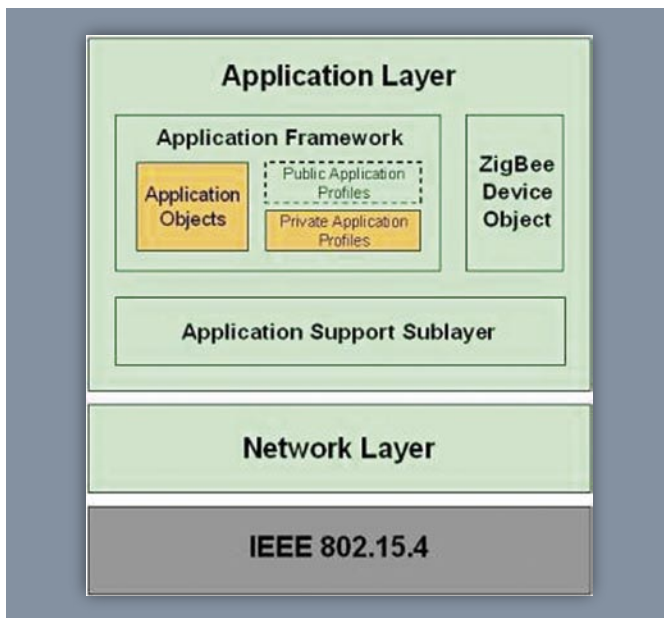 Application Layer
Application Framework
Application
Objects
Public Application
Profiles
Private Application
Profiles
ZigBee
Device
Object
Application Support Sublayer
Network Layer
IEEE 802.15.4